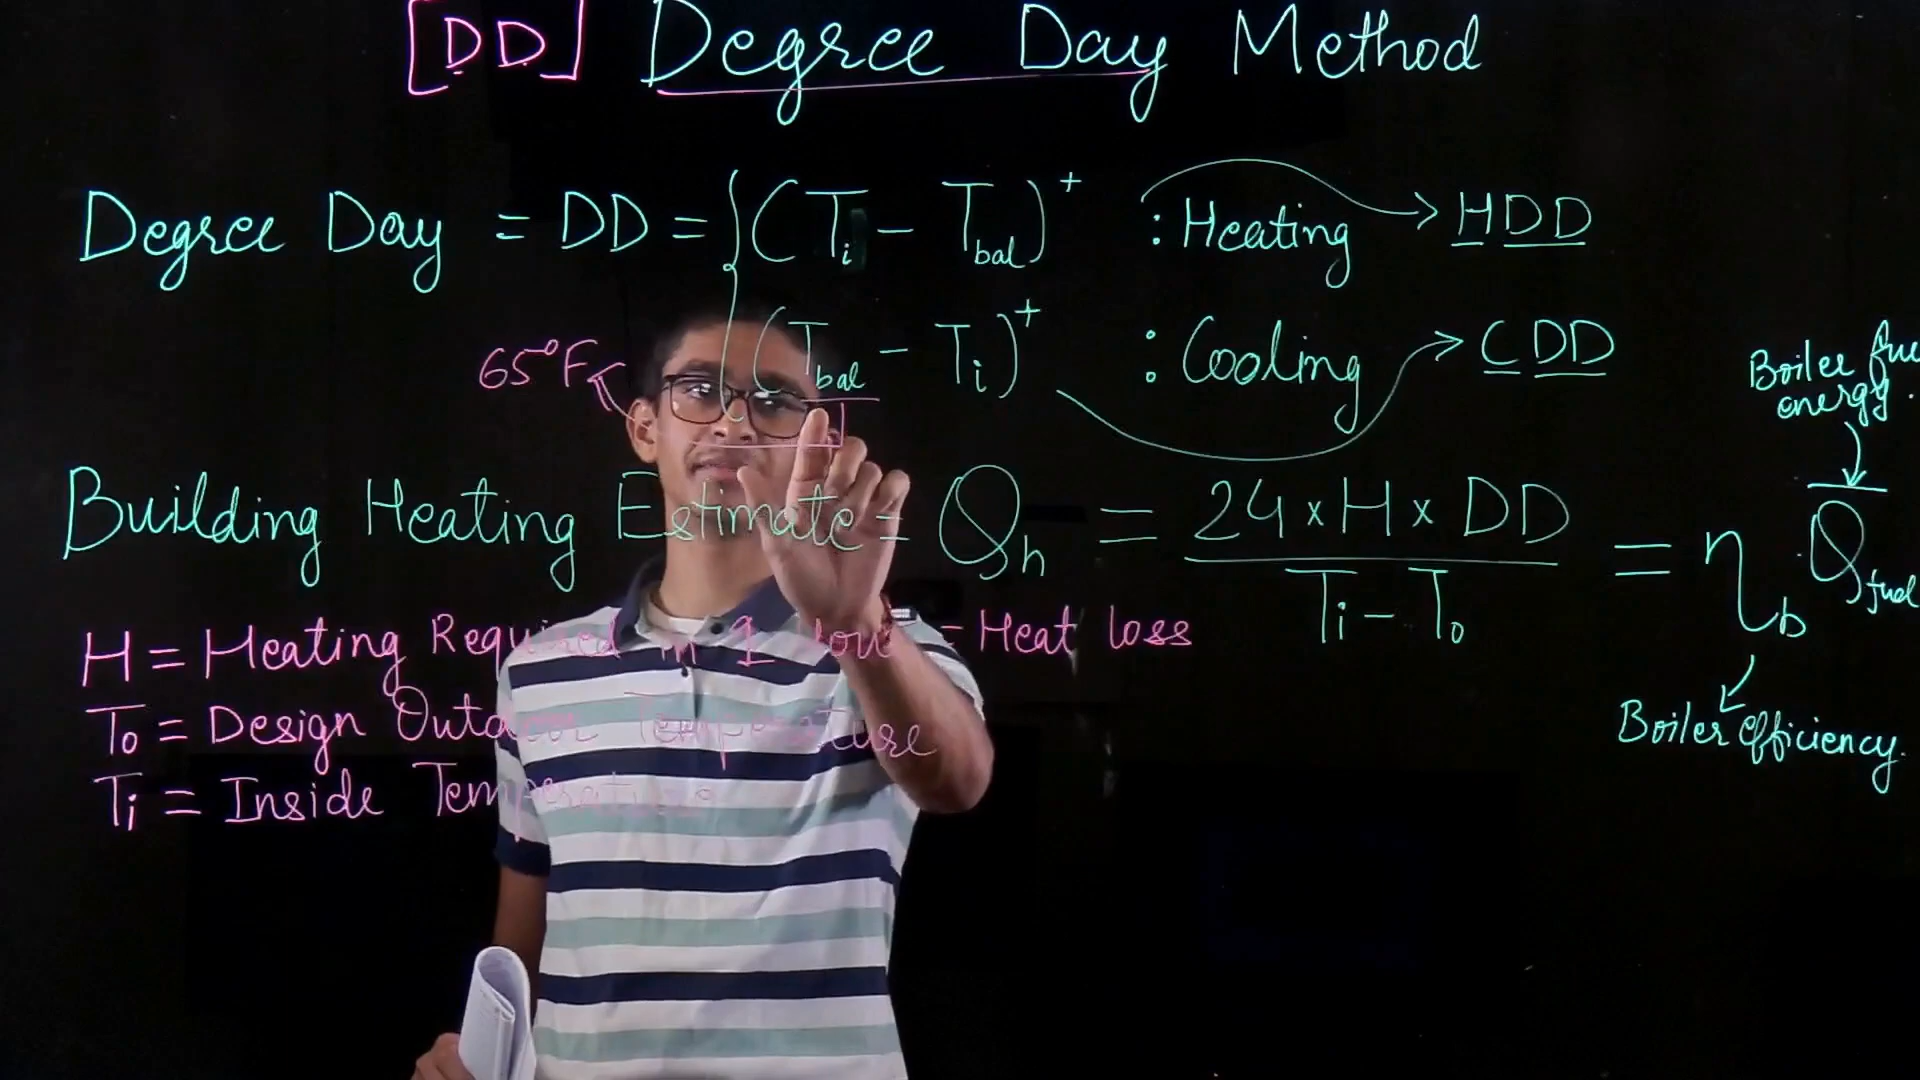 [DD] Degree Day Method
Degree Day = DD = { (Ti - Tbal)+ : Heating → HDD
65°F (Tbal - Ti)+ : Cooling → CDD
Boiler
energy.
Building Heating Estimate = Qh = 24 x H x DD / Ti - To = ηb Qfuel
H = Heating Required in 1 hour = Heat loss
To = Design Outdoor Temperature
Boiler efficiency.
Ti = Inside Temperature